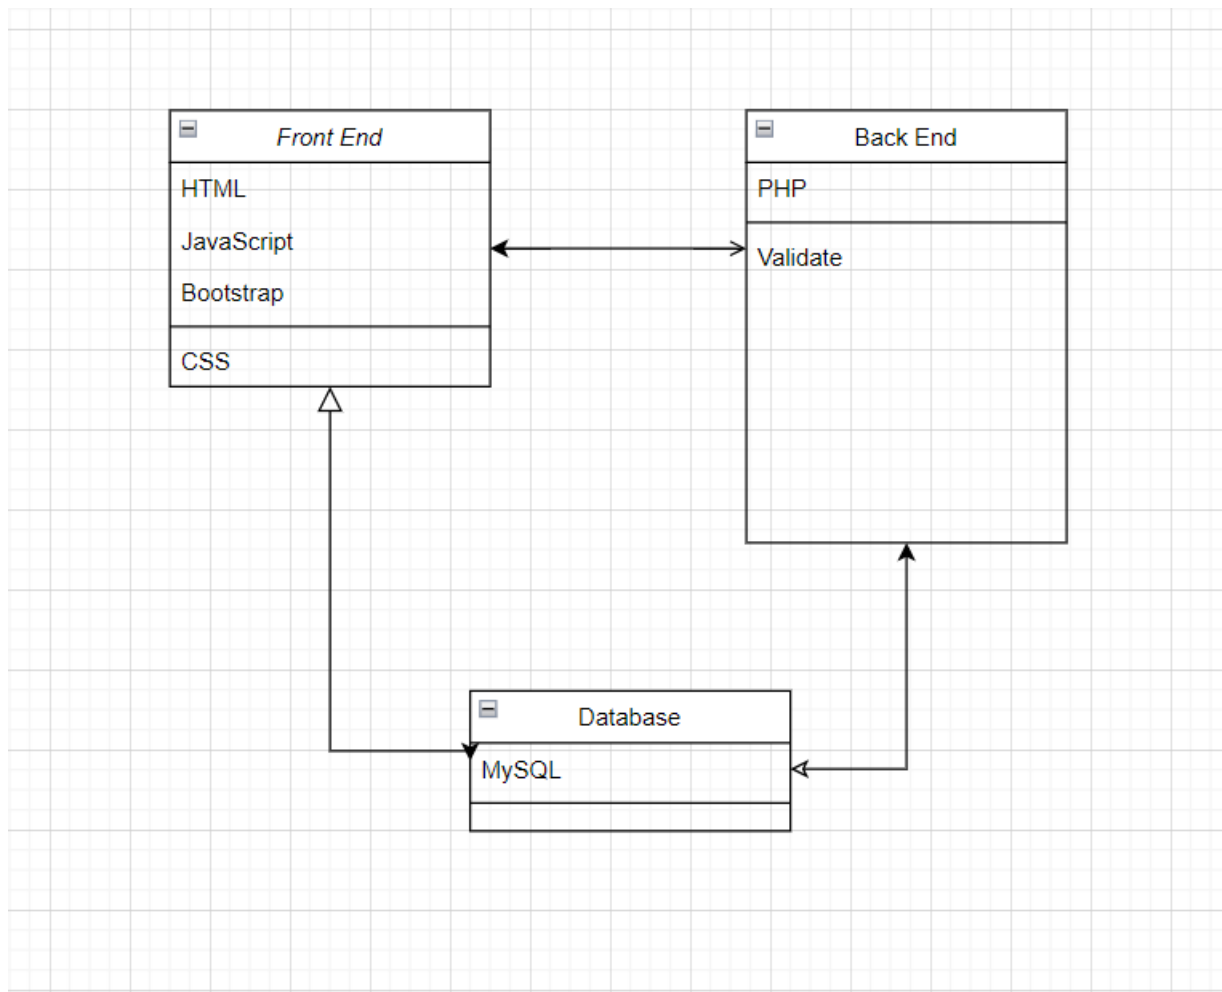 Front End
HTML
JavaScript
Bootstrap
CSS
Back End
PHP
Validate
Database
MySQL